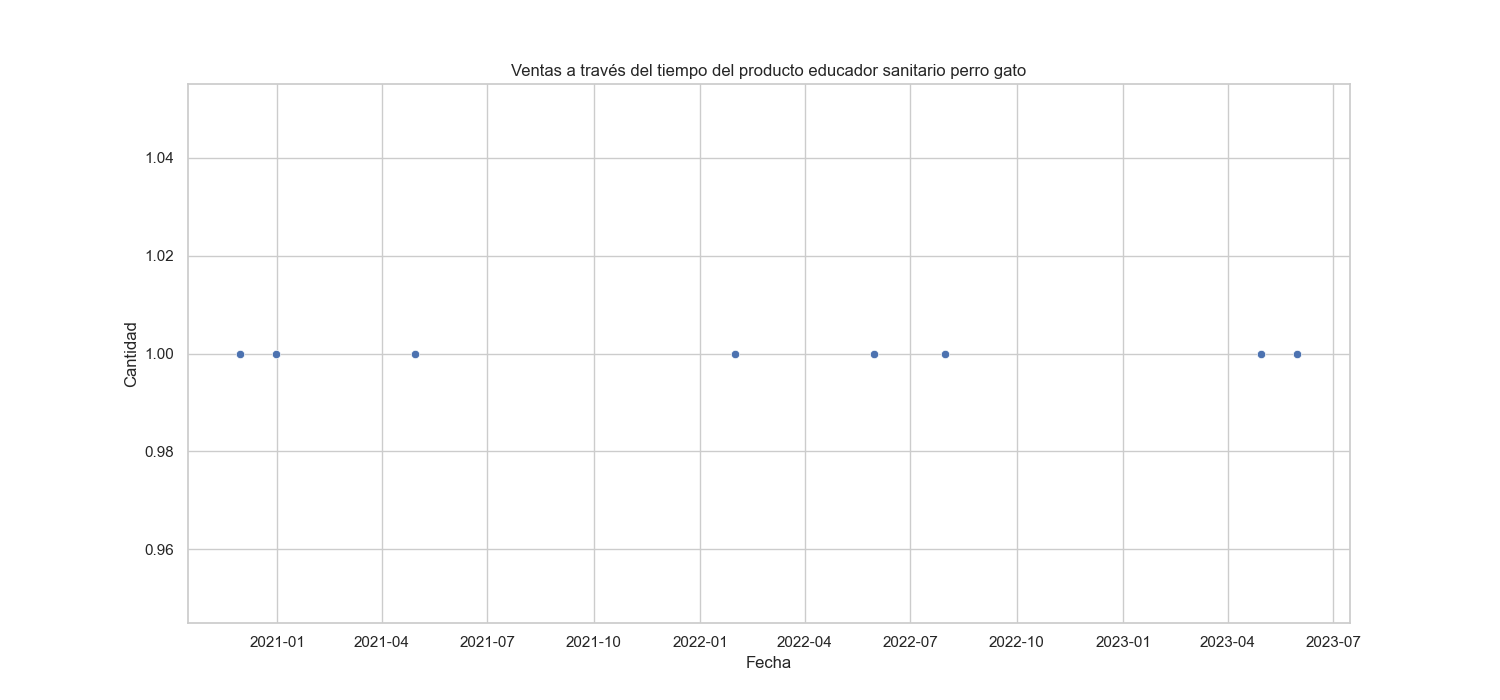 Ventas a través del tiempo del producto educador sanitario perro gato
1.04
1.02
1.00
0.98
0.96
Cantidad
2021-01 2021-04 2021-07 2021-10 2022-01 2022-04 2022-07 2022-10 2023-01 2023-04 2023-07
Fecha